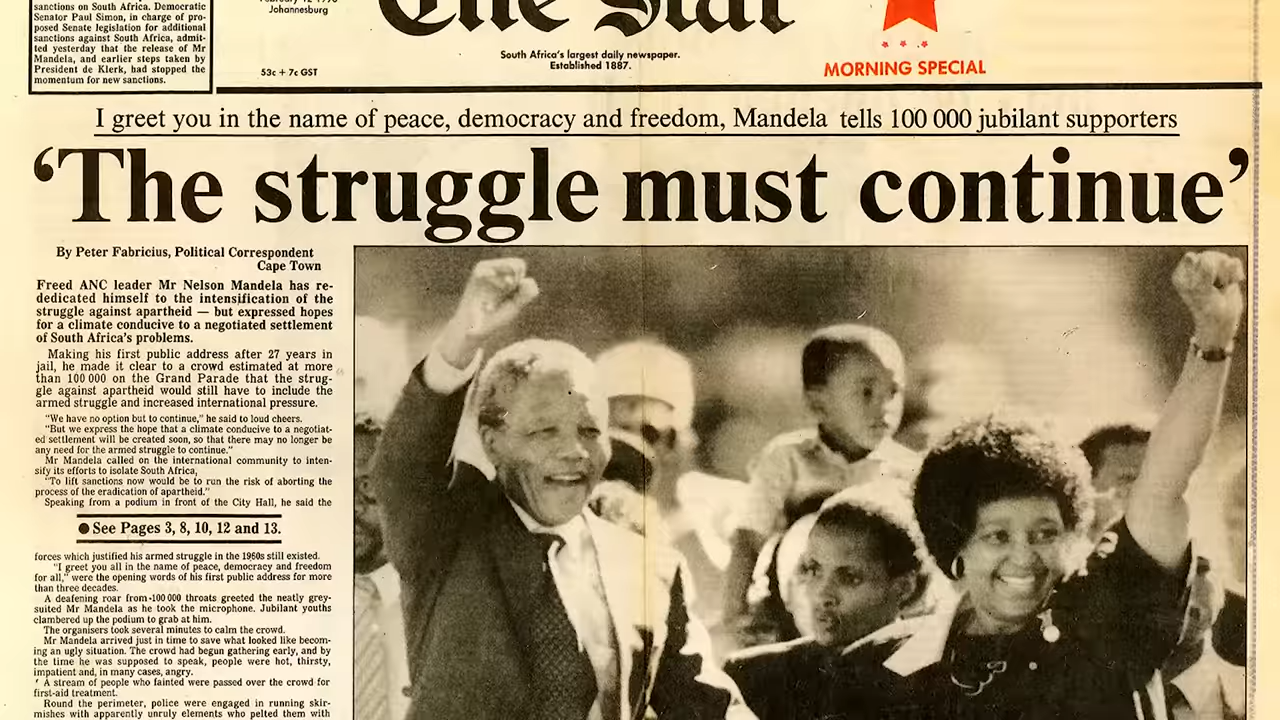 sanctions on South Africa. Democratic
Senator Paul Simon, in charge of pro-
posed Senate legislation for additional
sanctions against South Africa, admit-
ted yesterday that the release of Mr
Mandela, and earlier steps taken by
President de Klerk, had stopped the
momentum for new sanctions.
Johannesburg
53c + 7c GST
The Star
South Africa's largest daily newspaper.
Established 1887.
MORNING SPECIAL
I greet you in the name of peace, democracy and freedom, Mandela tells 100 000 jubilant supporters
‘The struggle must continue’
By Peter Fabricius, Political Correspondent
Cape Town
Freed ANC leader Mr Nelson Mandela has re-
dedicated himself to the intensification of the
struggle against apartheid — but expressed hopes
for a climate conducive to a negotiated settlement
of South Africa's problems.
Making his first public address after 27 years in
jail, he made it clear to a crowd estimated at more
than 100 000 on the Grand Parade that the strug-
gle against apartheid would still have to include the
armed struggle and increased international pressure.
"We have no option but to continue," he said to loud cheers.
"But we express the hope that a climate conducive to a negotiat-
ed settlement will be created soon, so that there may no longer be
any need for the armed struggle to continue."
Mr Mandela called on the international community to inten-
sify its efforts to isolate South Africa,
"To lift sanctions now would be to run the risk of aborting the
process of the eradication of apartheid."
Speaking from a podium in front of the City Hall, he said the
● See Pages 3, 8, 10, 12 and 13.
forces which justified his armed struggle in the 1960s still existed.
"I greet you all in the name of peace, democracy and freedom
for all," were the opening words of his first public address for more
than three decades.
A deafening roar from 100 000 throats greeted the neatly grey-
suited Mr Mandela as he took the microphone. Jubilant youths
clambered up the podium to grab at him.
The organisers took several minutes to calm the crowd.
Mr Mandela arrived just in time to save what looked like becom-
ing an ugly situation. The crowd had begun gathering early, and by
the time he was supposed to speak, people were hot, thirsty,
impatient and, in many cases, angry.
A stream of people who fainted were passed over the crowd for
first-aid treatment.
Round the perimeter, police were engaged in running skir-
mishes with apparently unruly elements who pelted them with